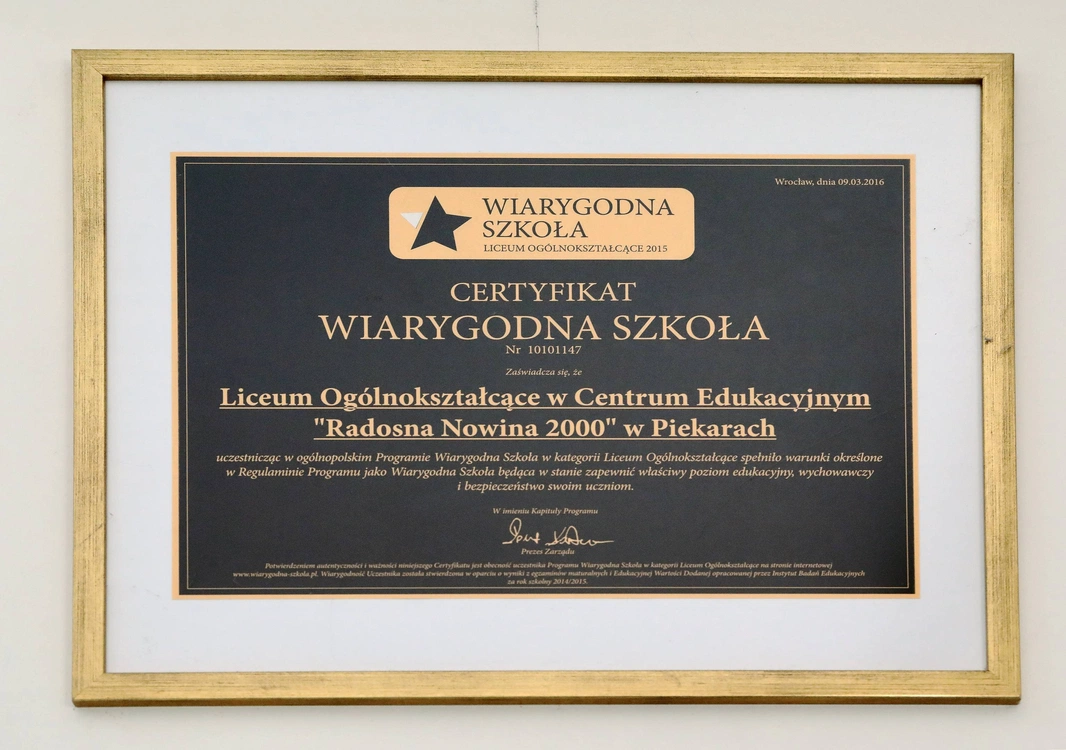 Wrocław, dnia 09.03.2016
WIARYGODNA
SZKOŁA
LICEUM OGÓLNOKSZTAŁCĄCE 2015
CERTYFIKAT
WIARYGODNA SZKOŁA
Nr 10101147
Zaświadcza się, że
Liceum Ogólnokształcące w Centrum Edukacyjnym
"Radosna Nowina 2000" w Piekarach
uczestnicząc w ogólnopolskim Programie Wiarygodna Szkoła w kategorii Liceum Ogólnokształcące spełniło warunki określone
w Regulaminie Programu jako Wiarygodna Szkoła będąca w stanie zapewnić właściwy poziom edukacyjny, wychowawczy
i bezpieczeństwo swoim uczniom.
W imieniu Kapituły Programu
Prezes Zarządu
Potwierdzeniem autentyczności i ważności niniejszego Certyfikatu jest obecność uczestnika Programu Wiarygodna Szkoła w kategorii Liceum Ogólnokształcące na stronie internetowej
www.wiarygodna-szkola.pl. Wiarygodność Uczestnika została stwierdzona w oparciu o wyniki z egzaminów maturalnych i Edukacyjnej Wartości Dodanej opracowanej przez Instytut Badań Edukacyjnych
za rok szkolny 2014/2015.